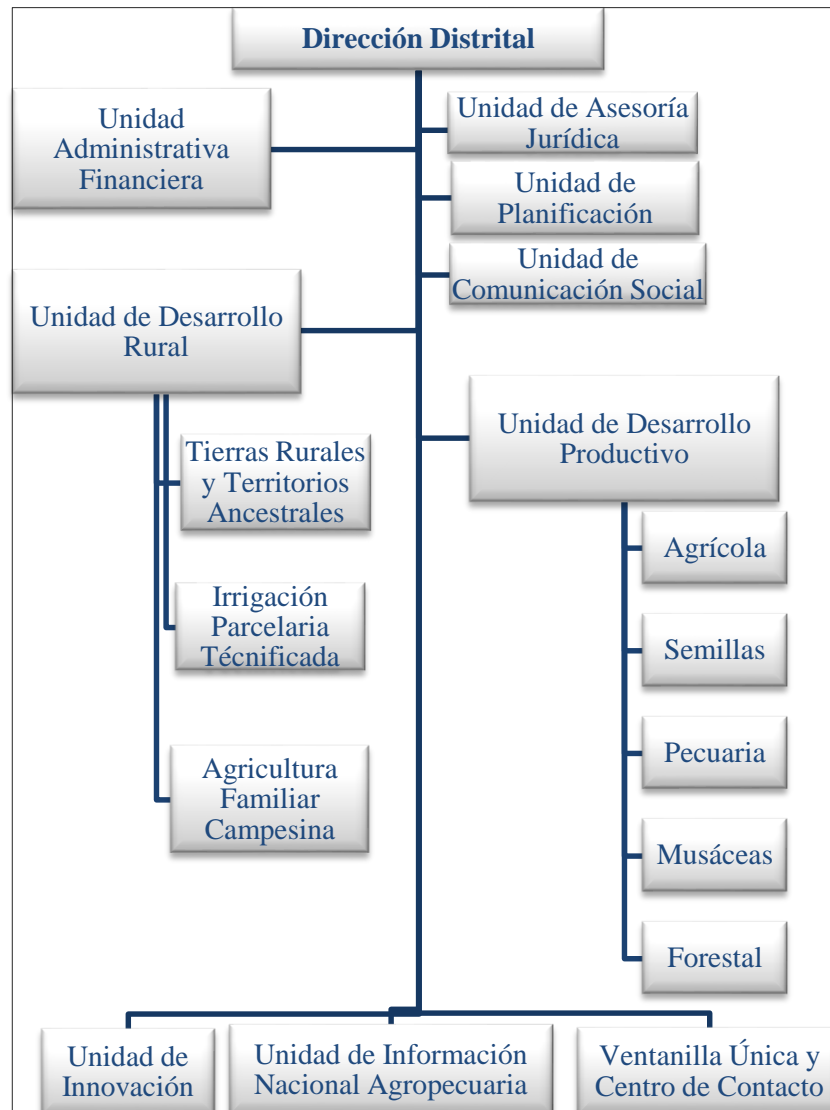 Dirección Distrital
Unidad
Administrativa
Financiera
Unidad de Asesoría
Jurídica
Unidad de
Planificación
Unidad de
Comunicación Social
Unidad de Desarrollo
Rural
Tierras Rurales
y Territorios
Ancestrales
Irrigación
Parcelaria
Técnificada
Agricultura
Familiar
Campesina
Unidad de Desarrollo
Productivo
Agrícola
Semillas
Pecuaria
Musáceas
Forestal
Unidad de
Innovación
Unidad de Información
Nacional Agropecuaria
Ventanilla Única y
Centro de Contacto